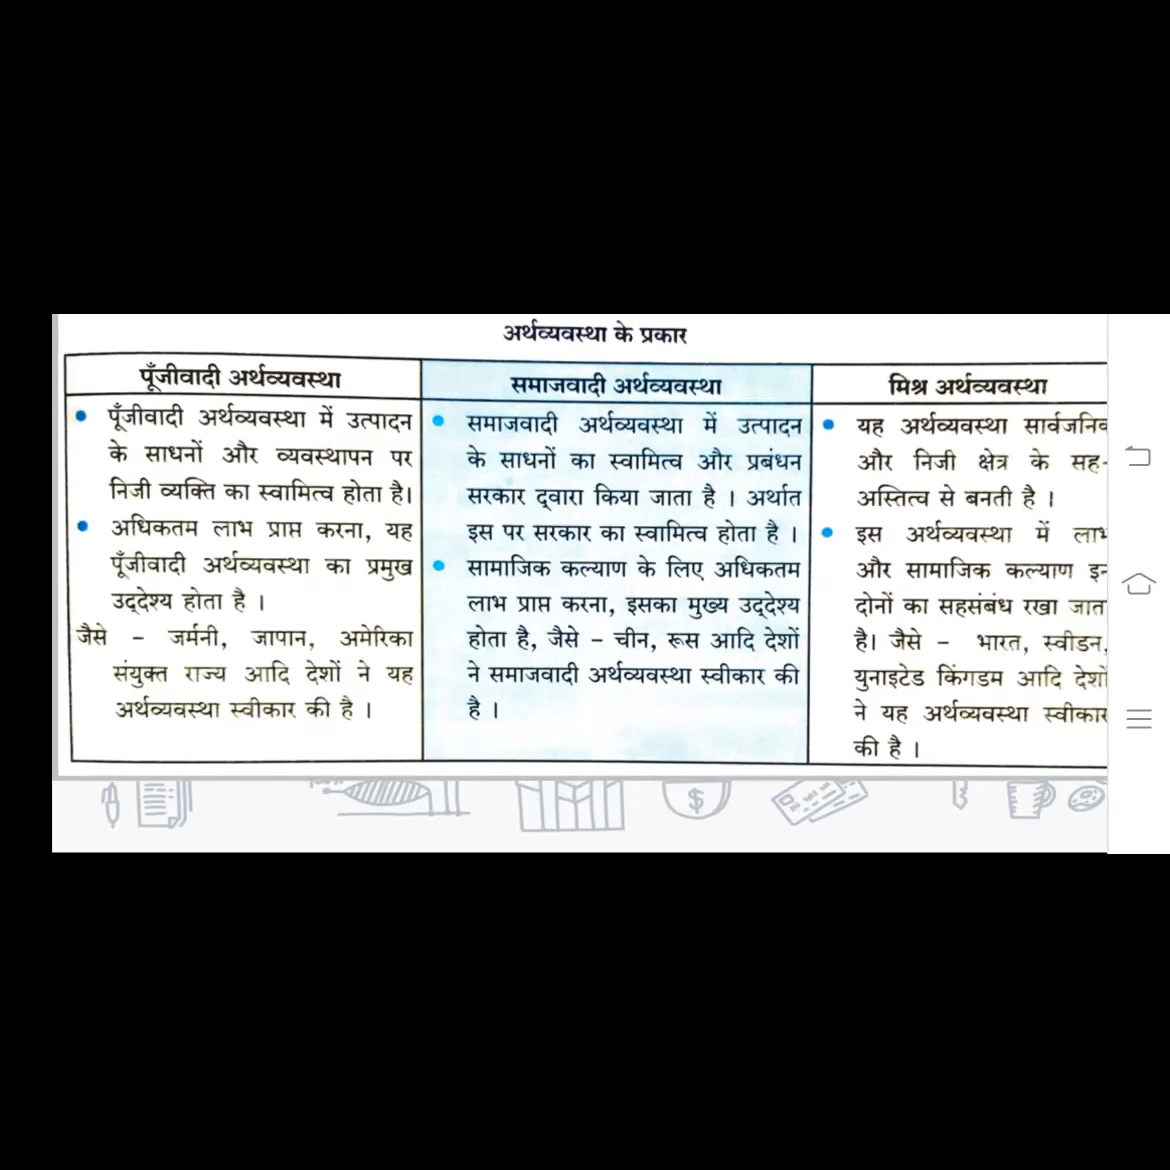 अर्थव्यवस्था के प्रकार
पूँजीवादी अर्थव्यवस्था
पूँजीवादी अर्थव्यवस्था में उत्पादन
के साधनों और व्यवस्थापन पर
निजी व्यक्ति का स्वामित्व होता है।
अधिकतम लाभ प्राप्त करना, यह
पूँजीवादी अर्थव्यवस्था का प्रमुख
उद्देश्य होता है ।
जैसे – जर्मनी, जापान, अमेरिका
संयुक्त राज्य आदि देशों ने यह
अर्थव्यवस्था स्वीकार की है ।
समाजवादी अर्थव्यवस्था
समाजवादी अर्थव्यवस्था में उत्पादन
के साधनों का स्वामित्व और प्रबंधन
सरकार द्वारा किया जाता है । अर्थात
इस पर सरकार का स्वामित्व होता है ।
सामाजिक कल्याण के लिए अधिकतम
लाभ प्राप्त करना, इसका मुख्य उद्देश्य
होता है, जैसे – चीन, रूस आदि देशों
ने समाजवादी अर्थव्यवस्था स्वीकार की
है ।
मिश्र अर्थव्यवस्था
यह अर्थव्यवस्था सार्वजनिक
और निजी क्षेत्र के सह-
अस्तित्व से बनती है ।
इस अर्थव्यवस्था में लाभ
और सामाजिक कल्याण इन
दोनों का सहसंबंध रखा जात
है। जैसे – भारत, स्वीडन,
युनाइटेड किंगडम आदि देशों
ने यह अर्थव्यवस्था स्वीकार
की है ।
$